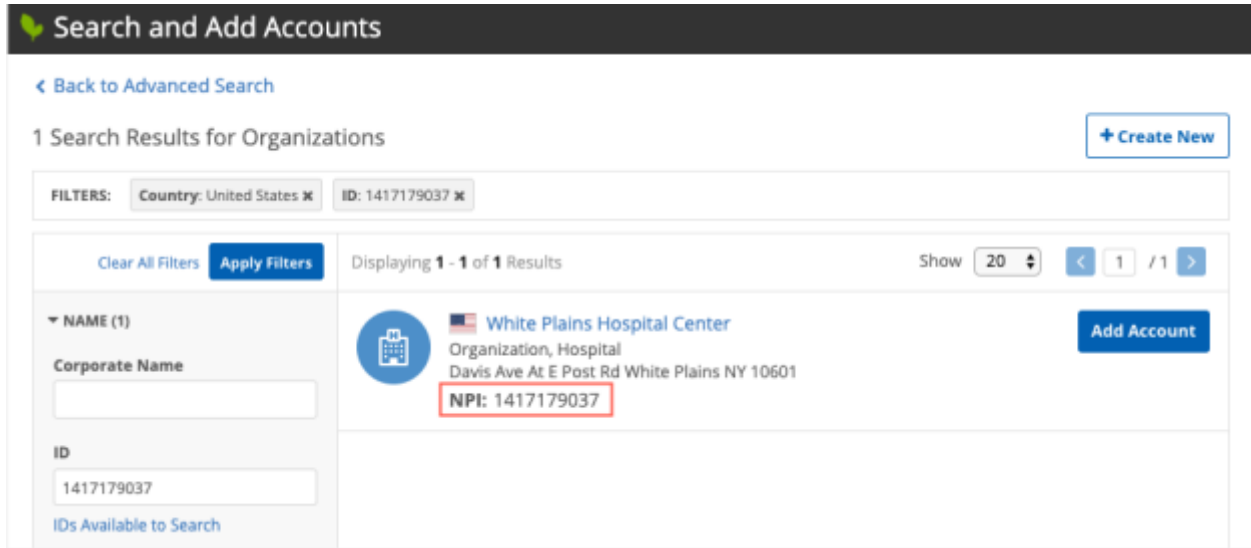 Search and Add Accounts
Back to Advanced Search
1 Search Results for Organizations
+ Create New
FILTERS: Country: United States ✖ ID: 1417179037 ✖
Clear All Filters Apply Filters
Displaying 1 - 1 of 1 Results
Show 20 < 1 / 1 >
NAME (1)
Corporate Name
ID
1417179037
IDs Available to Search
White Plains Hospital Center
Organization, Hospital
Davis Ave At E Post Rd White Plains NY 10601
NPI: 1417179037
Add Account